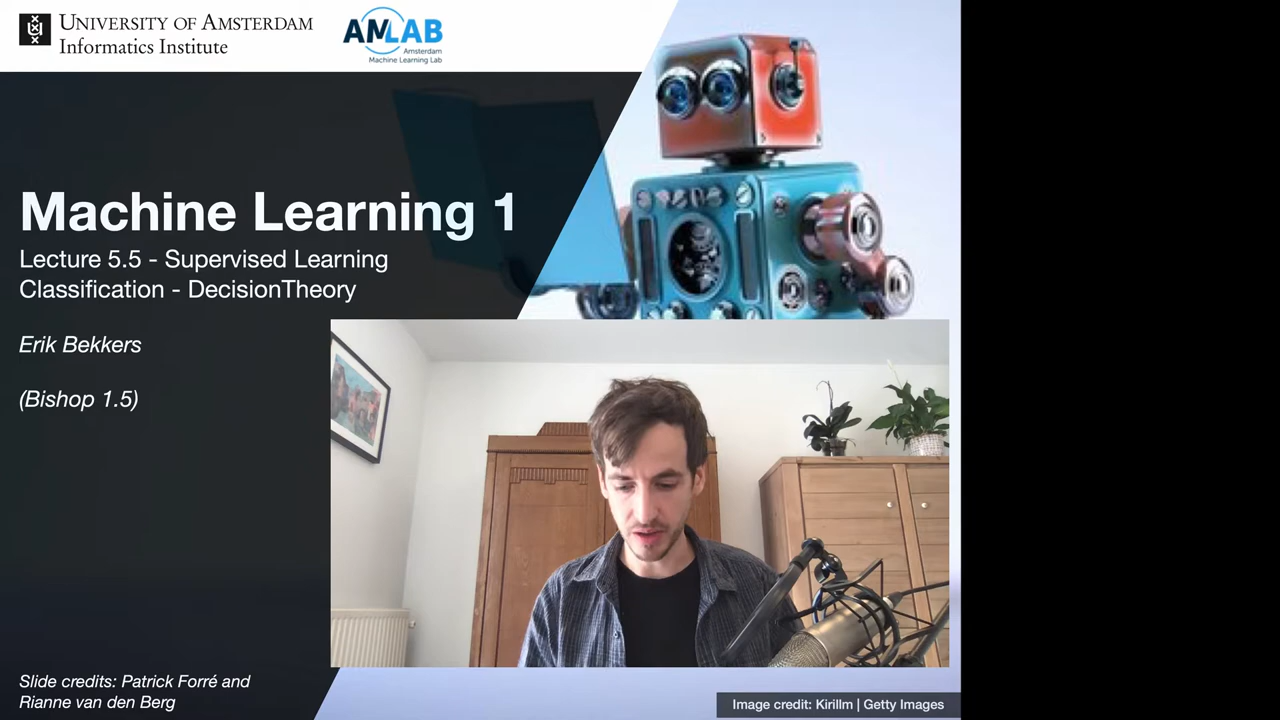 UNIVERSITY OF AMSTERDAM
Informatics Institute
AMLAB
Amsterdam
Machine Learning Lab
Machine Learning 1
Lecture 5.5 - Supervised Learning
Classification - DecisionTheory
Erik Bekkers
(Bishop 1.5)
Slide credits: Patrick Forré and
Rianne van den Berg
Image credit: Kirillm | Getty Images